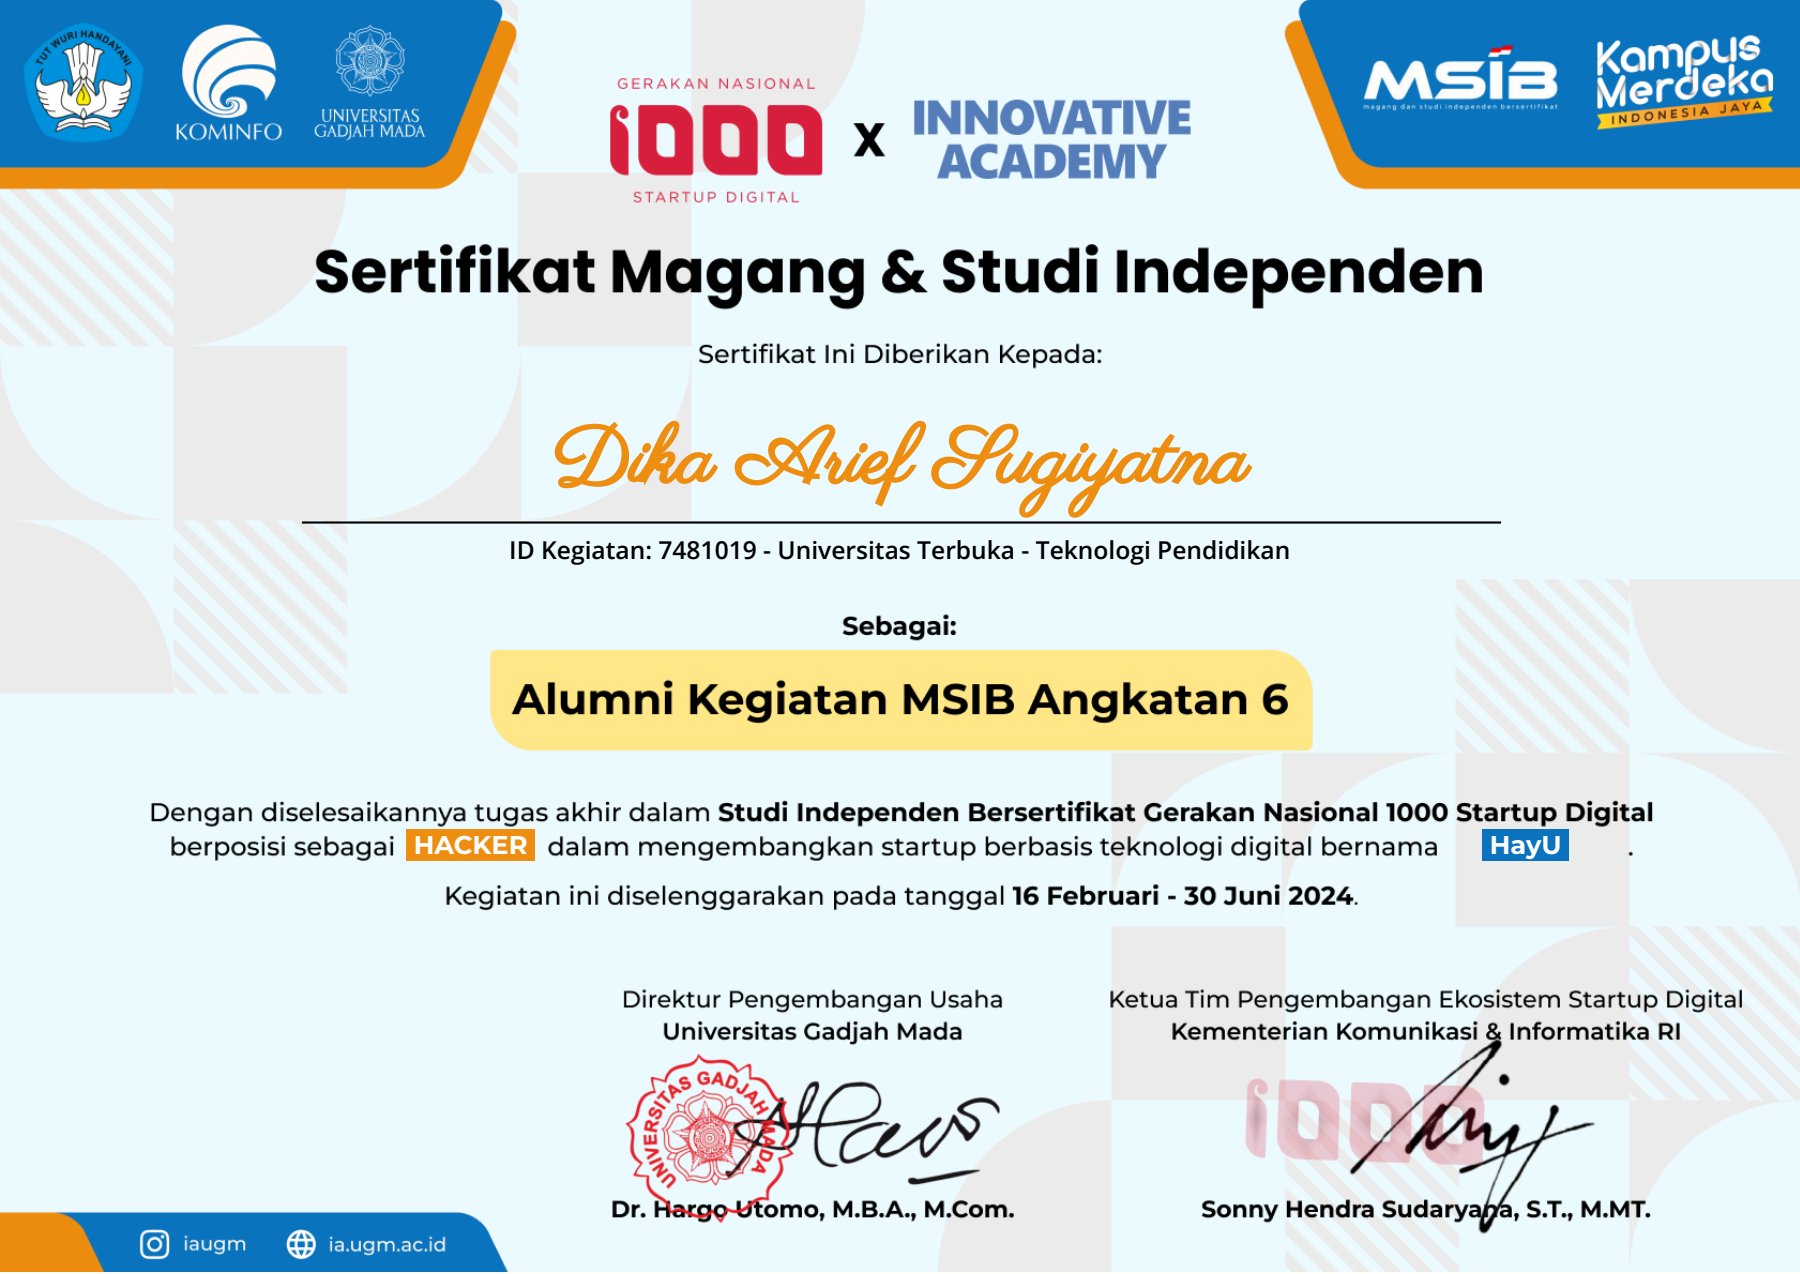 TUT WURI HANDAYANI
KOMINFO
UNIVERSITAS
GADJAH MADA
GERAKAN NASIONAL
1000
STARTUP DIGITAL
x
INNOVATIVE
ACADEMY
MSIB
magang dan studi independen bersertifikat
Kampus
Merdeka
INDONESIA JAYA
Sertifikat Magang & Studi Independen
Sertifikat Ini Diberikan Kepada:
Dika Arief Sugiyatna
ID Kegiatan: 7481019 - Universitas Terbuka - Teknologi Pendidikan
Sebagai:
Alumni Kegiatan MSIB Angkatan 6
Dengan diselesaikannya tugas akhir dalam Studi Independen Bersertifikat Gerakan Nasional 1000 Startup Digital
berposisi sebagai HACKER dalam mengembangkan startup berbasis teknologi digital bernama HayU .
Kegiatan ini diselenggarakan pada tanggal 16 Februari - 30 Juni 2024.
Direktur Pengembangan Usaha
Universitas Gadjah Mada
UNIVERSITAS GADJAH MADA
Dr. Hargo Utomo, M.B.A., M.Com.
Ketua Tim Pengembangan Ekosistem Startup Digital
Kementerian Komunikasi & Informatika RI
1000
Sonny Hendra Sudaryana, S.T., M.MT.
iaugm
ia.ugm.ac.id